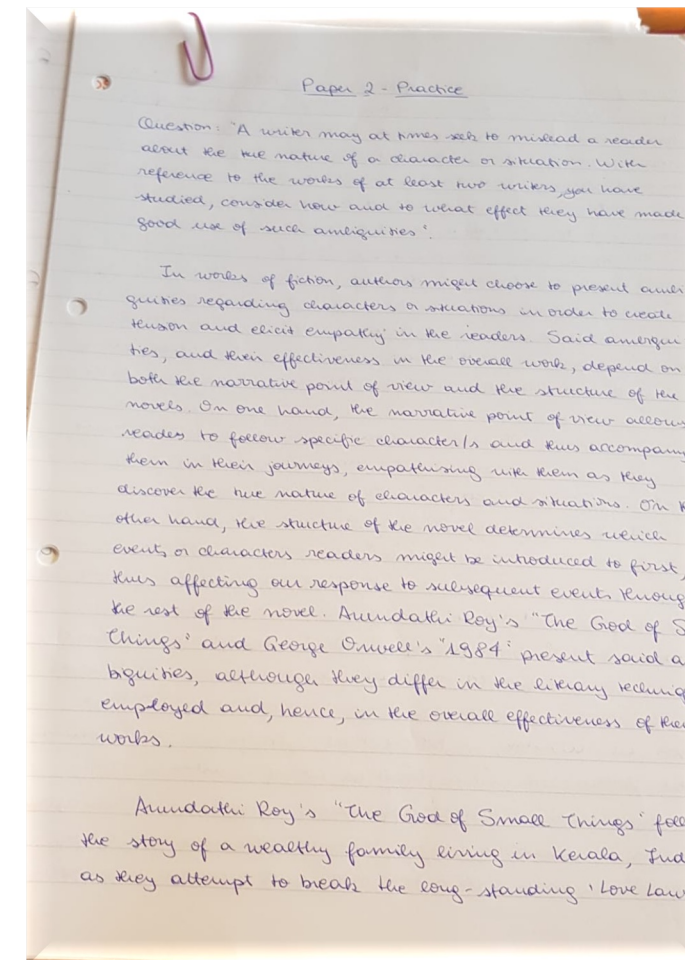 Paper 2 - Practice
Question: "A writer may at times seek to mislead a reader
about the true nature of a character or situation. With
reference to the works of at least two writers, you have
studied, consider how and to what effect they have made
good use of such ambiguities".
In works of fiction, authors might choose to present ambi
guities regarding characters or situations in order to create
tension and elicit empathy in the readers. Said ambigui
ties, and their effectiveness in the overall work, depend on
both the narrative point of view and the structure of the
novels. On one hand, the narrative point of view allows
readers to follow specific character/s and thus accompany
them in their journeys, empathising with them as they
discover the true nature of characters and situations. On
other hand, the structure of the novel determines which
events or characters readers might be introduced to first,
thus affecting our response to subsequent events throug
the rest of the novel. Arundathi Roy's "The God of S
Things" and George Orwell's "1984" present said a
biguities, although they differ in the literary techniq
employed and, hence, in the overall effectiveness of the
works.
Arundathi Roy's "The God of Small Things" foll
the story of a wealthy family living in Kerala, Ind
as they attempt to break the long-standing 'Love Law